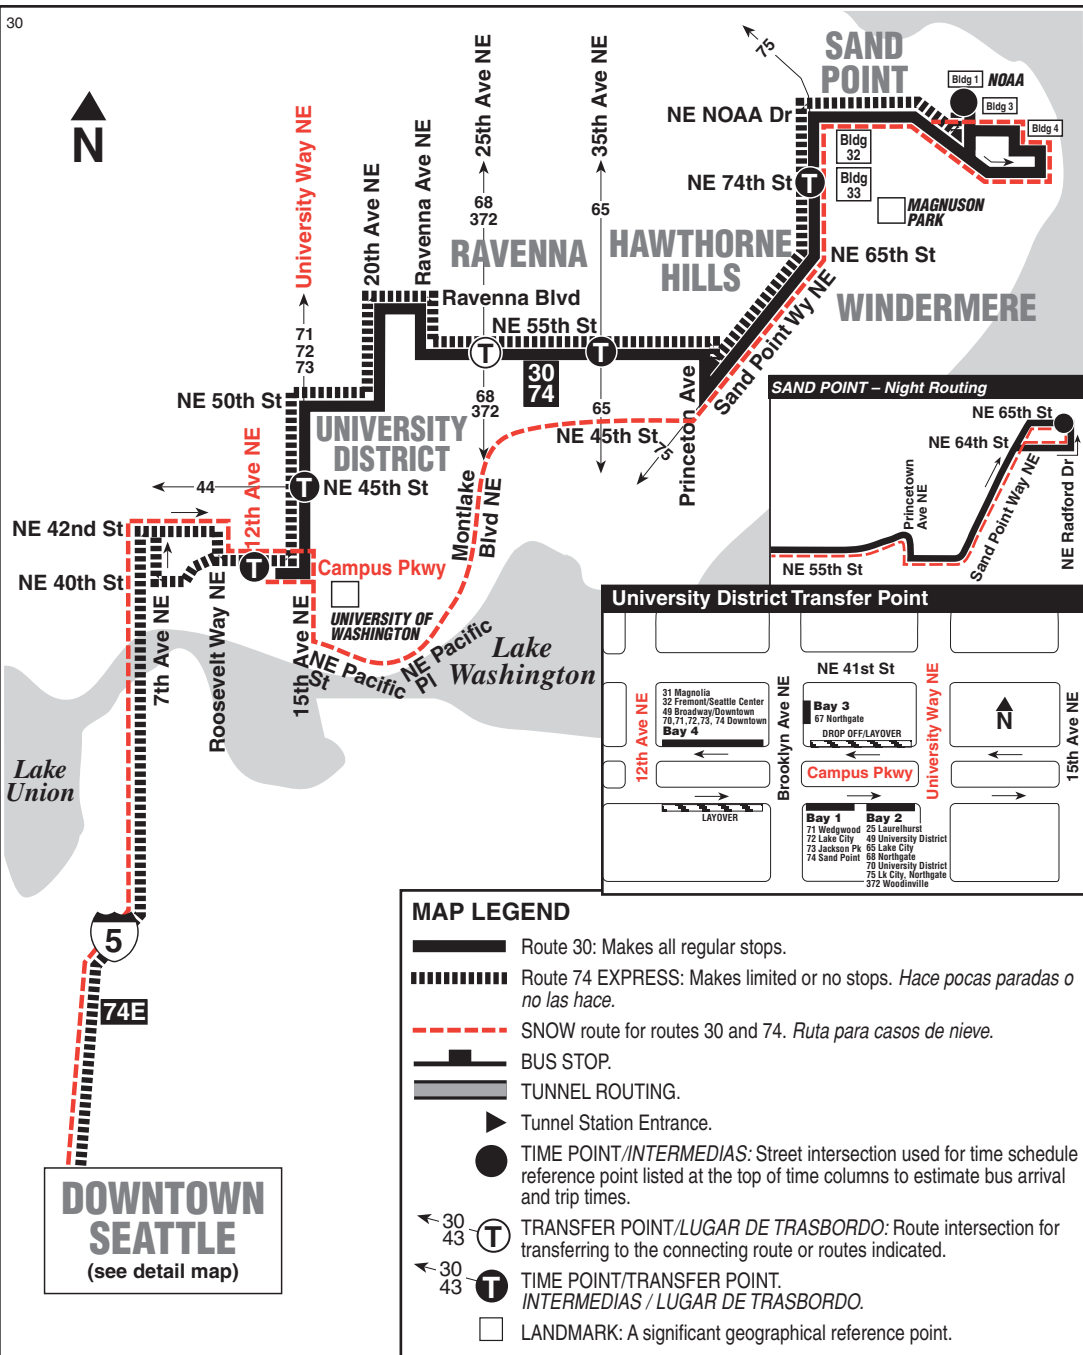 30
N
University Way NE
20th Ave NE
Ravenna Ave NE
25th Ave NE
35th Ave NE
75
SAND
POINT
Bldg 1
NOAA
Bldg 3
Bldg 4
NE NOAA Dr
Bldg
32
Bldg
33
NE 74th St
T
MAGNUSON
PARK
68
372
65
RAVENNA
HAWTHORNE
HILLS
NE 65th St
WINDERMERE
Ravenna Blvd
NE 55th St
71
72
73
T
T
30
74
Sand Point Wy NE
Princeton Ave
68
372
65
NE 45th St
75
NE 50th St
UNIVERSITY
DISTRICT
12th Ave NE
44
T
NE 45th St
Montlake
Blvd NE
NE 42nd St
NE 40th St
T
Campus Pkwy
UNIVERSITY OF
WASHINGTON
7th Ave NE
Roosevelt Way NE
15th Ave NE
NE Pacific
St
NE Pacific
Pl
Lake
Washington
Lake
Union
5
74E
DOWNTOWN
SEATTLE
(see detail map)
SAND POINT – Night Routing
NE 65th St
NE 64th St
Princetown
Ave NE
Sand Point Way NE
NE Radford Dr
NE 55th St
University District Transfer Point
NE 41st St
12th Ave NE
Brooklyn Ave NE
University Way NE
15th Ave NE
N
31 Magnolia
32 Fremont/Seattle Center
49 Broadway/Downtown
70,71,72,73, 74 Downtown
Bay 4
Bay 3
67 Northgate
DROP OFF/LAYOVER
Campus Pkwy
LAYOVER
Bay 1
71 Wedgwood
72 Lake City
73 Jackson Pk
74 Sand Point
Bay 2
25 Laurelhurst
49 University District
65 Lake City
68 Northgate
70 University District
75 Lk City, Northgate
372 Woodinville
MAP LEGEND
Route 30: Makes all regular stops.
Route 74 EXPRESS: Makes limited or no stops. Hace pocas paradas o
no las hace.
SNOW route for routes 30 and 74. Ruta para casos de nieve.
BUS STOP.
TUNNEL ROUTING.
Tunnel Station Entrance.
TIME POINT/INTERMEDIAS: Street intersection used for time schedule
reference point listed at the top of time columns to estimate bus arrival
and trip times.
30
43
T
TRANSFER POINT/LUGAR DE TRASBORDO: Route intersection for
transferring to the connecting route or routes indicated.
30
43
T
TIME POINT/TRANSFER POINT.
INTERMEDIAS / LUGAR DE TRASBORDO.
LANDMARK: A significant geographical reference point.